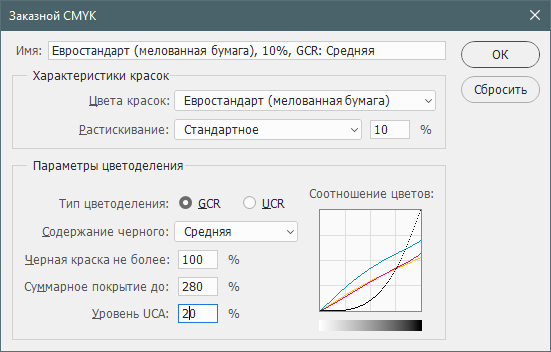 Заказной CMYK
Имя: Евростандарт (мелованная бумага), 10%, GCR: Средняя
ОК
Сбросить
Характеристики красок
Цвета красок: Евростандарт (мелованная бумага)
Растискивание: Стандартное 10 %
Параметры цветоделения
Тип цветоделения: GCR UCR
Соотношение цветов:
Содержание черного: Средняя
Черная краска не более: 100 %
Суммарное покрытие до: 280 %
Уровень UCA: 20 %